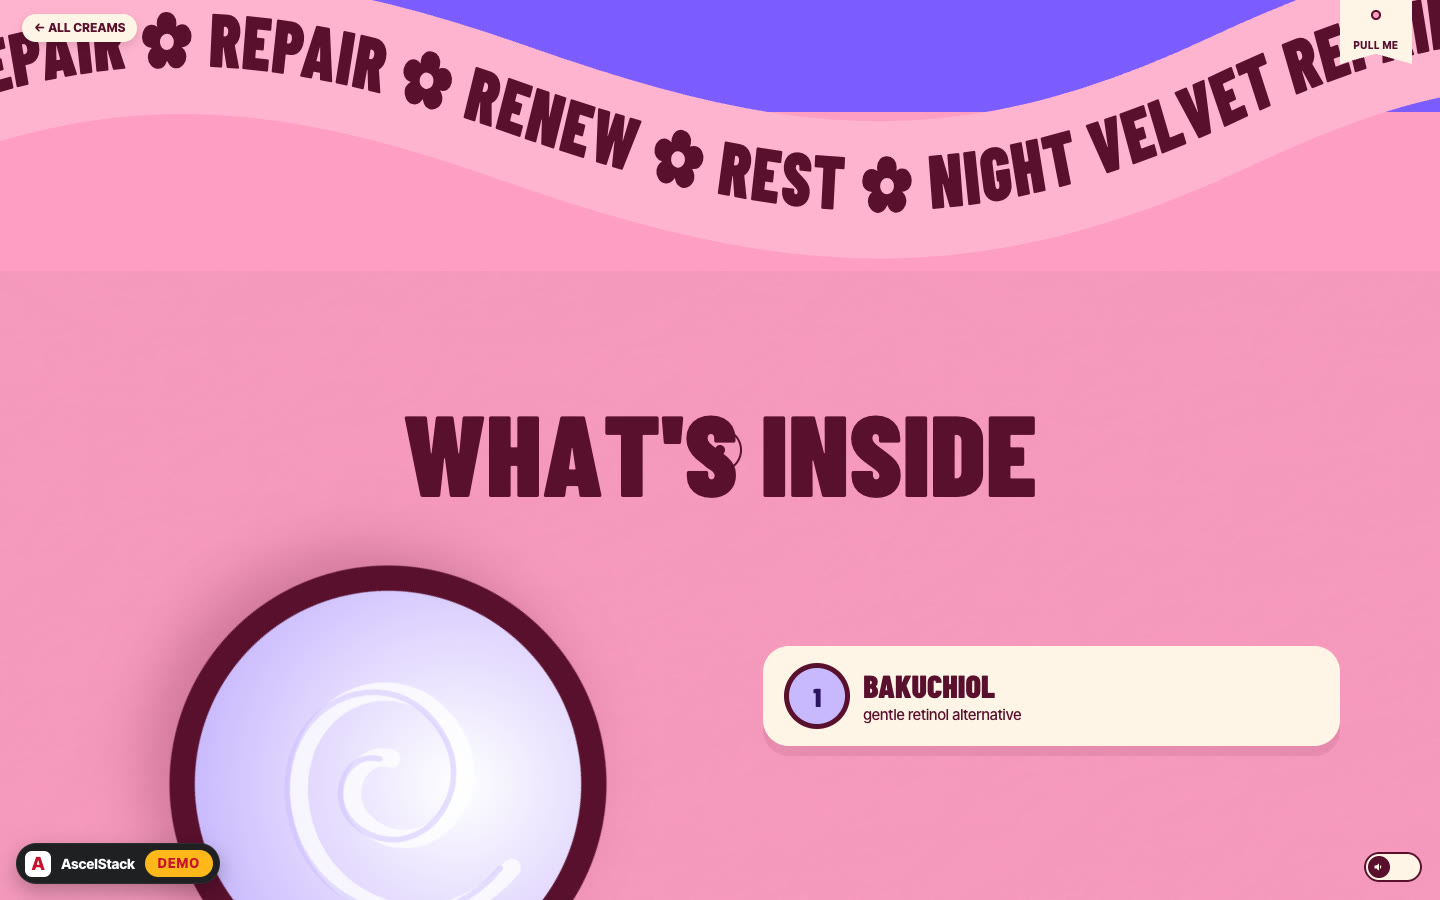 ← ALL CREAMS
EPAIR ✿ REPAIR ✿ RENEW ✿ REST ✿ NIGHT VELVET REPAI
PULL ME
WHAT'S INSIDE
1
BAKUCHIOL
gentle retinol alternative
A AscelStack DEMO